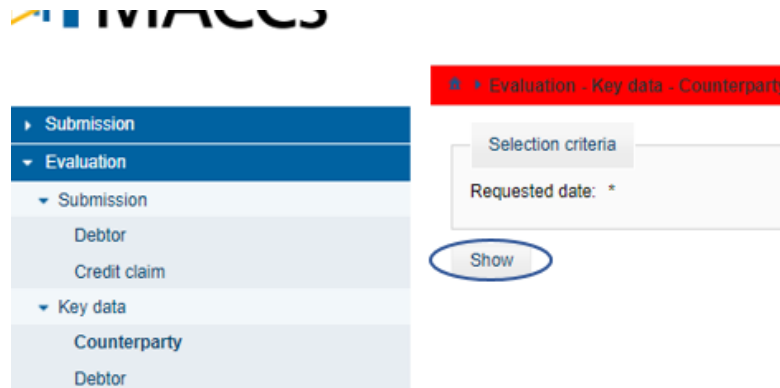 MACCs
Evaluation - Key data - Counterparty
Submission
Evaluation
Submission
Debtor
Credit claim
Key data
Counterparty
Debtor
Selection criteria
Requested date: *
Show